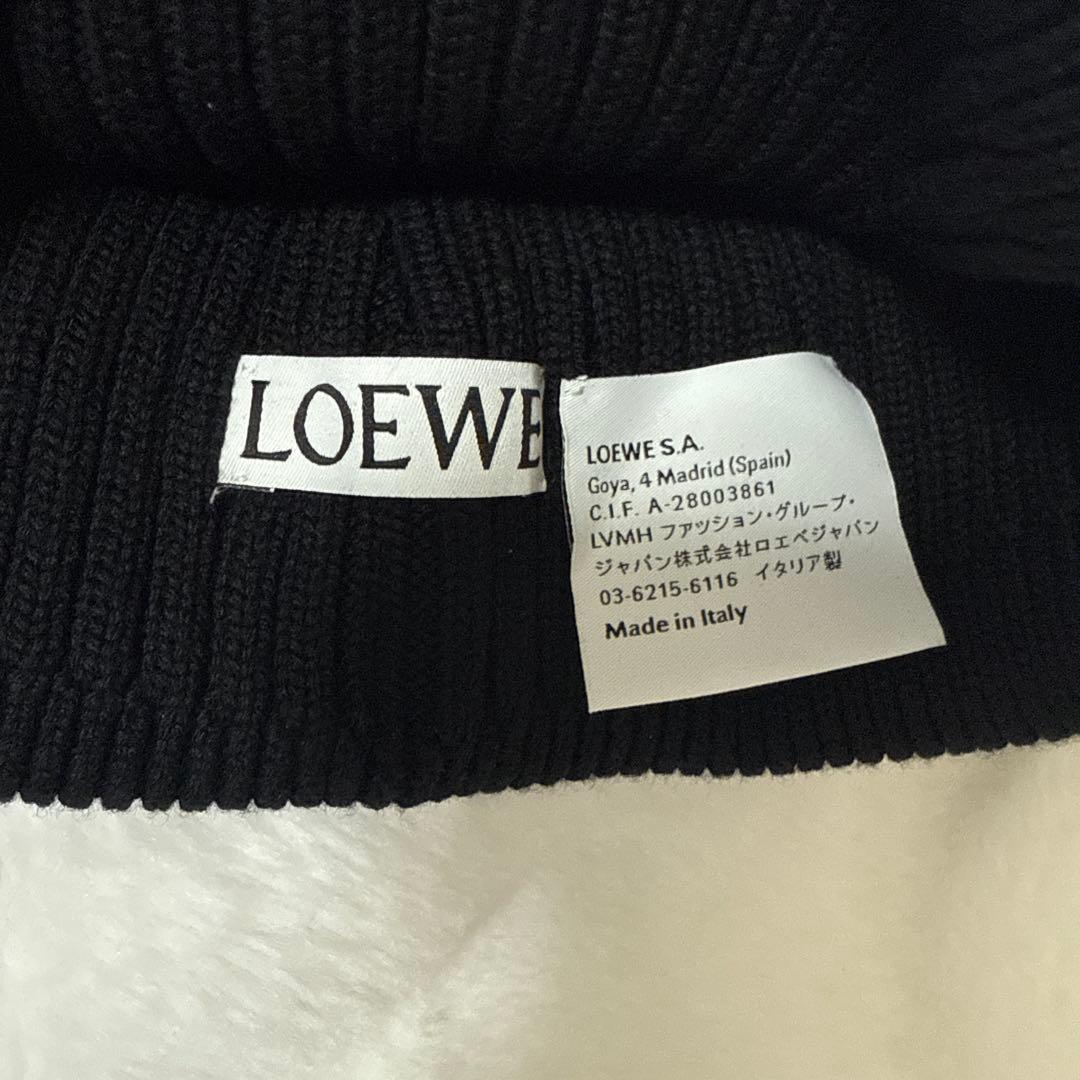 LOEWE
LOEWE S.A.
Goya, 4 Madrid (Spain)
C.I.F. A-28003861
LVMH ファッション・グループ・
ジャパン株式会社ロエベジャパン
03-6215-6116 イタリア製
Made in Italy